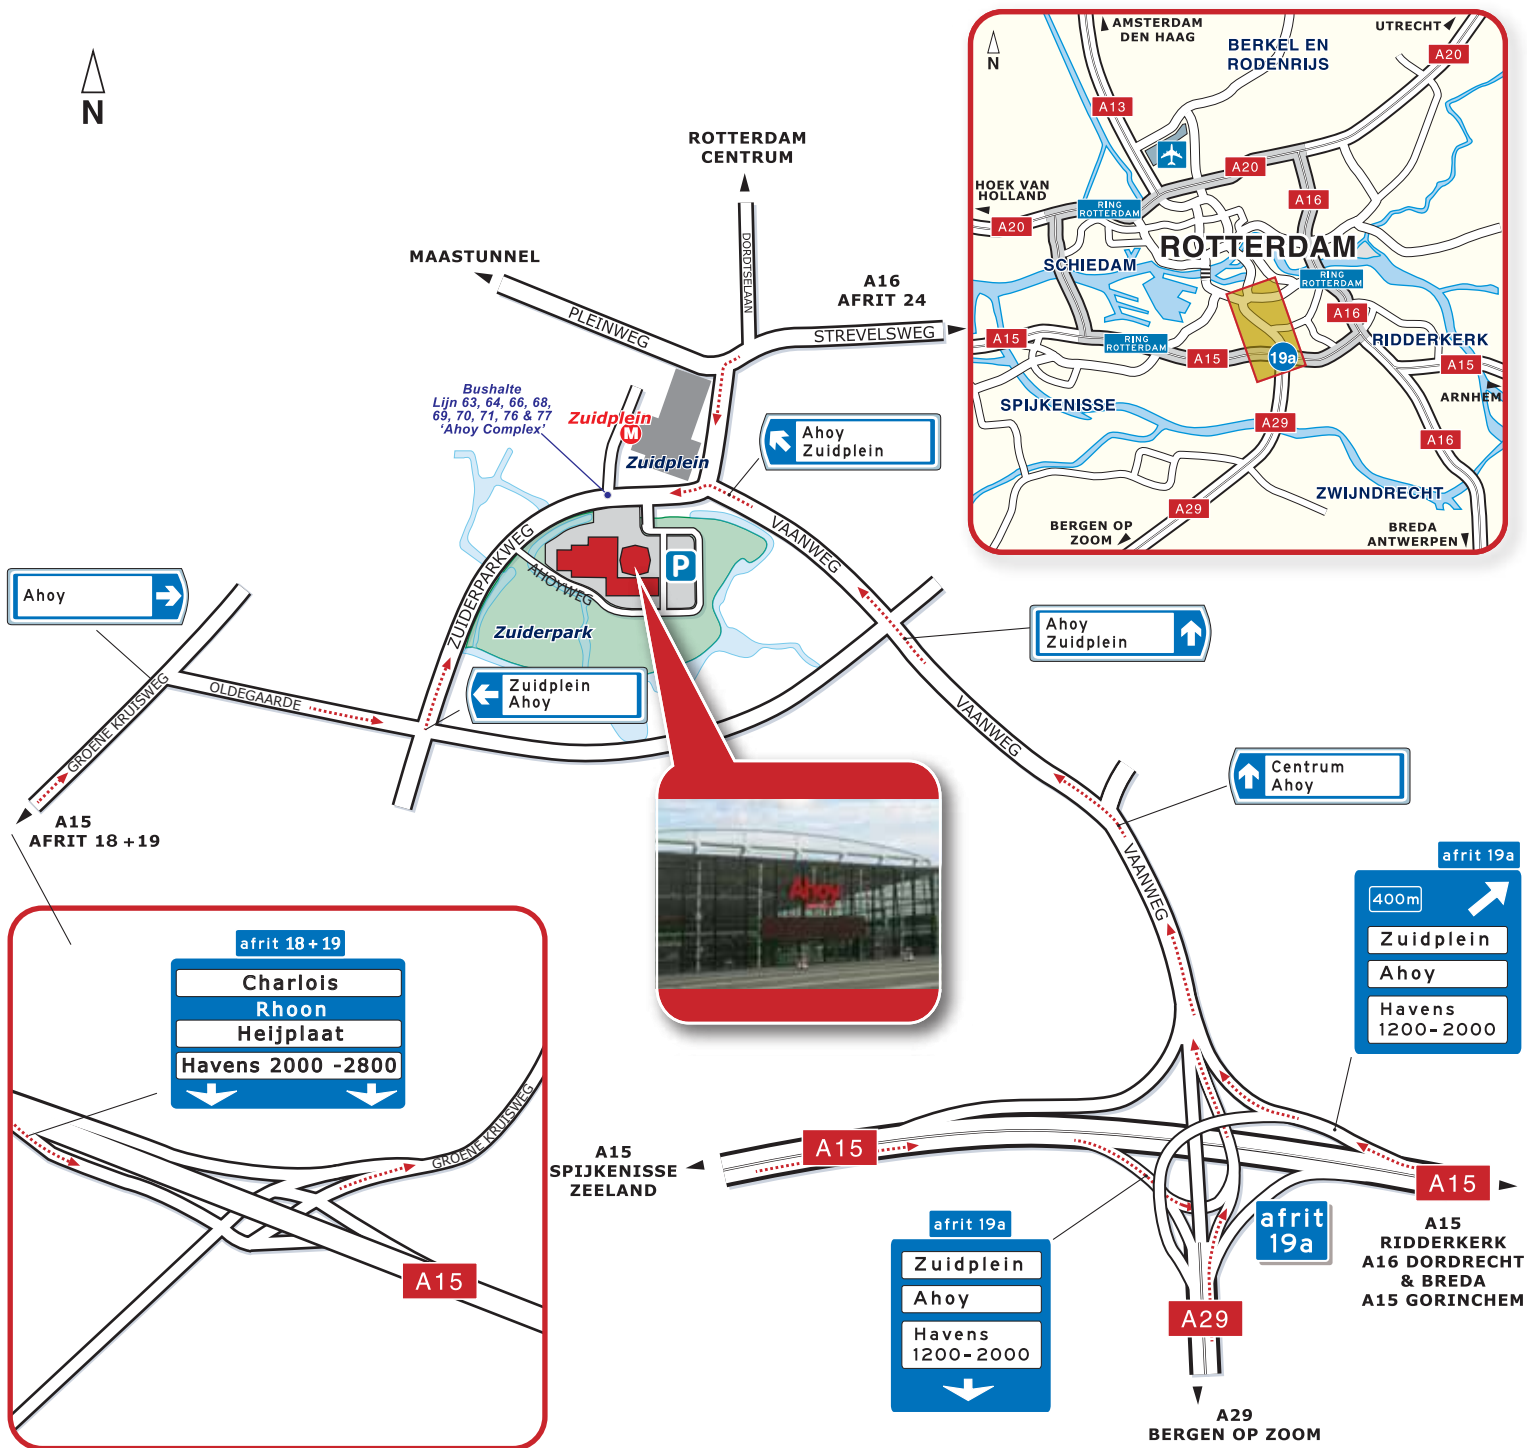 N
ROTTERDAM
CENTRUM
DORDTSELAAN
MAASTUNNEL
PLEINWEG
A16
AFRIT 24
STREVELSWEG
Bushalte
Lijn 63, 64, 66, 68,
69, 70, 71, 76 & 77
'Ahoy Complex'
Zuidplein
M
Zuidplein
Ahoy
Zuidplein
VAANWEG
ZUIDERPARKWEG
AHOYWEG
P
Zuiderpark
Ahoy
GROENE KRUISWEG
OLDEGAARDE
Zuidplein
Ahoy
A15
AFRIT 18 +19
Ahoy
Zuidplein
VAANWEG
Centrum
Ahoy
VAANWEG
Ahoy
afrit 19a
400m
Zuidplein
Ahoy
Havens
1200-2000
afrit 18 + 19
Charlois
Rhoon
Heijplaat
Havens 2000 -2800
GROENE KRUISWEG
A15
A15
SPIJKENISSE
ZEELAND
A15
A15
afrit
19a
A15
RIDDERKERK
A16 DORDRECHT
& BREDA
A15 GORINCHEM
afrit 19a
Zuidplein
Ahoy
Havens
1200-2000
A29
A29
BERGEN OP ZOOM
N
AMSTERDAM
DEN HAAG
BERKEL EN
RODENRIJS
UTRECHT
A20
A13
A20
HOEK VAN
HOLLAND
RING
ROTTERDAM
A16
A20
ROTTERDAM
SCHIEDAM
RING
ROTTERDAM
A16
A15
RING
ROTTERDAM
A15
19a
RIDDERKERK
A15
ARNHEM
SPIJKENISSE
A29
A16
ZWIJNDRECHT
A29
BERGEN OP
ZOOM
BREDA
ANTWERPEN